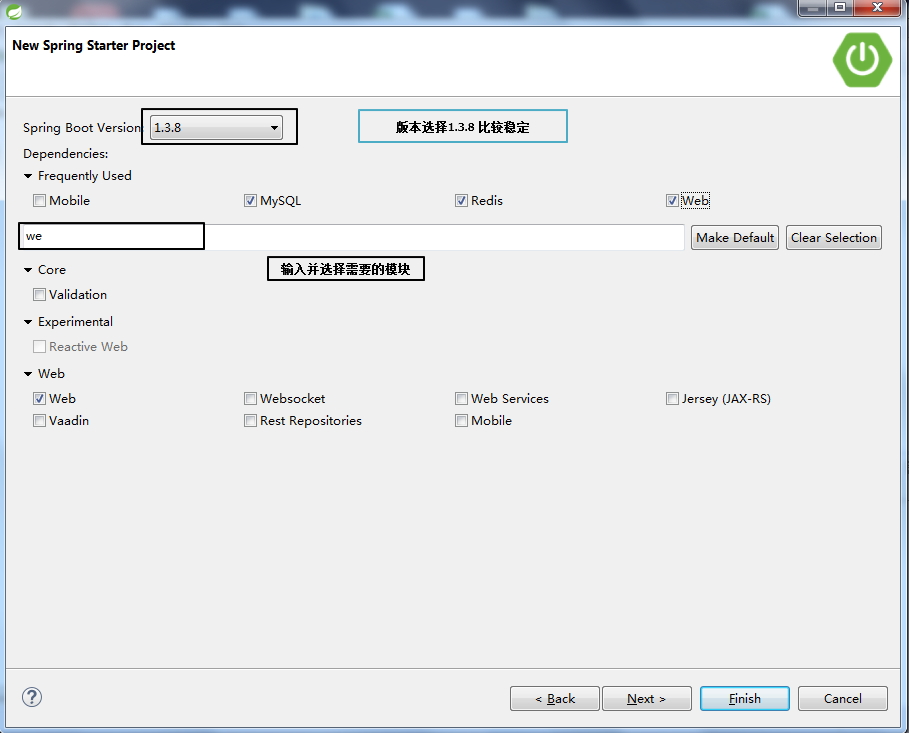 New Spring Starter Project
Spring Boot Version: 1.3.8
版本选择1.3.8 比较稳定
Dependencies:
Frequently Used
Mobile MySQL Redis Web
we Make Default Clear Selection
Core
输入并选择需要的模块
Validation
Experimental
Reactive Web
Web
Web Websocket Web Services Jersey (JAX-RS)
Vaadin Rest Repositories Mobile
? < Back Next > Finish Cancel